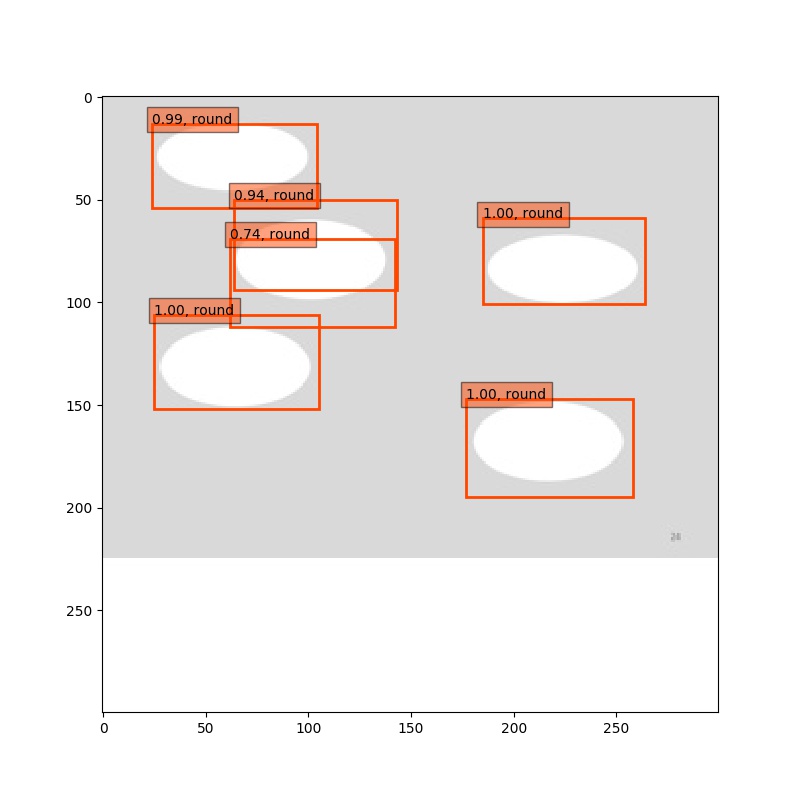 0
0.99, round
50
0.94, round
1.00, round
0.74, round
100
1.00, round
150
1.00, round
200
250
0 50 100 150 200 250